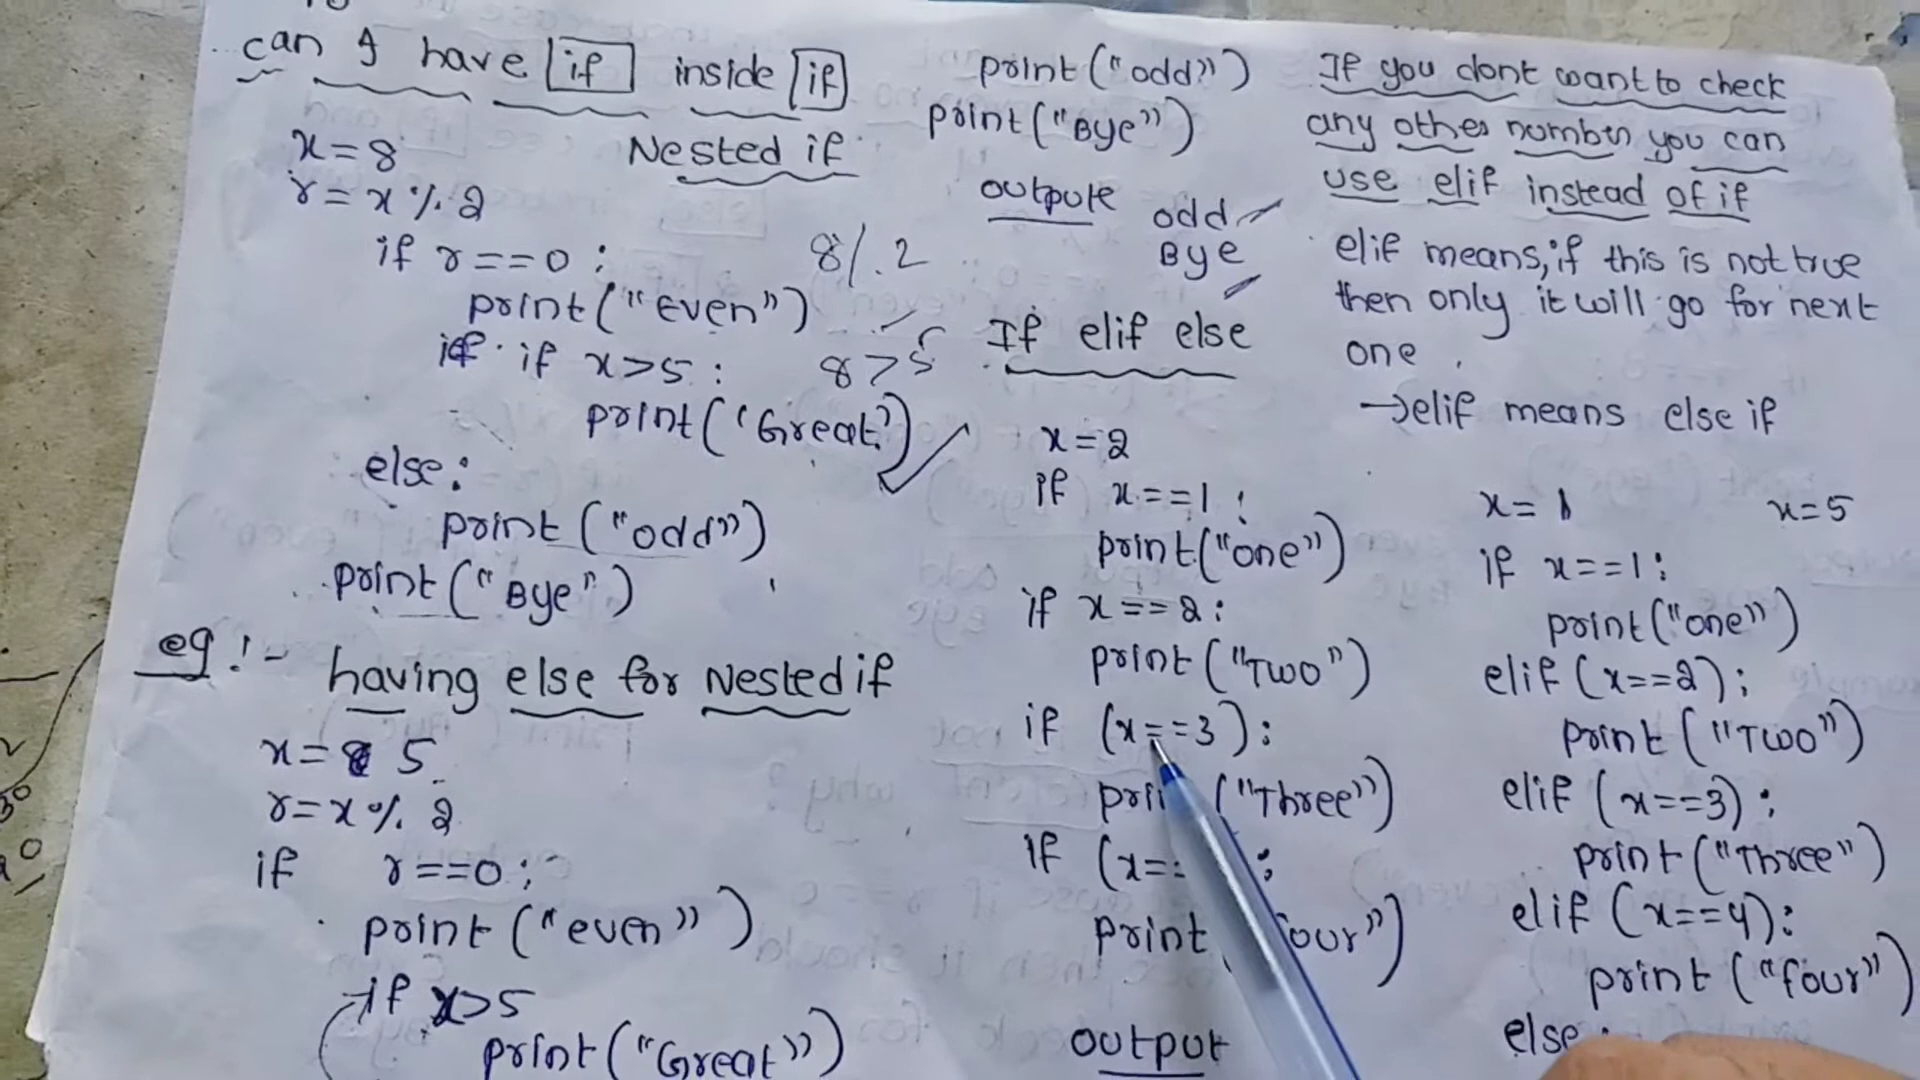 can I have if inside if
Nested if
x=8
r=x%2
if r==0:
8%2
print("Even")
if x>5:
8>5
print('Great')
else:
print("odd")
print("Bye")
eg:- having else for Nested if
x= 5
r=x%2
if r==0:
print("even")
if x>5
print("Great")
print("odd")
print("Bye")
outpute
odd
Bye
If elif else
x=2
if x==1:
print("one")
if x==2:
print("Two")
if (x==3):
("Three")
if :
print
output
If you dont want to check
any other number you can
use elif instead of if
elif means, if this is not true
then only it will go for next
one.
→elif means else if
x=1
x=5
if x==1:
print("one")
elif (x==2):
print("Two")
elif (x==3):
print("Three")
elif (x==4):
print("four")
else